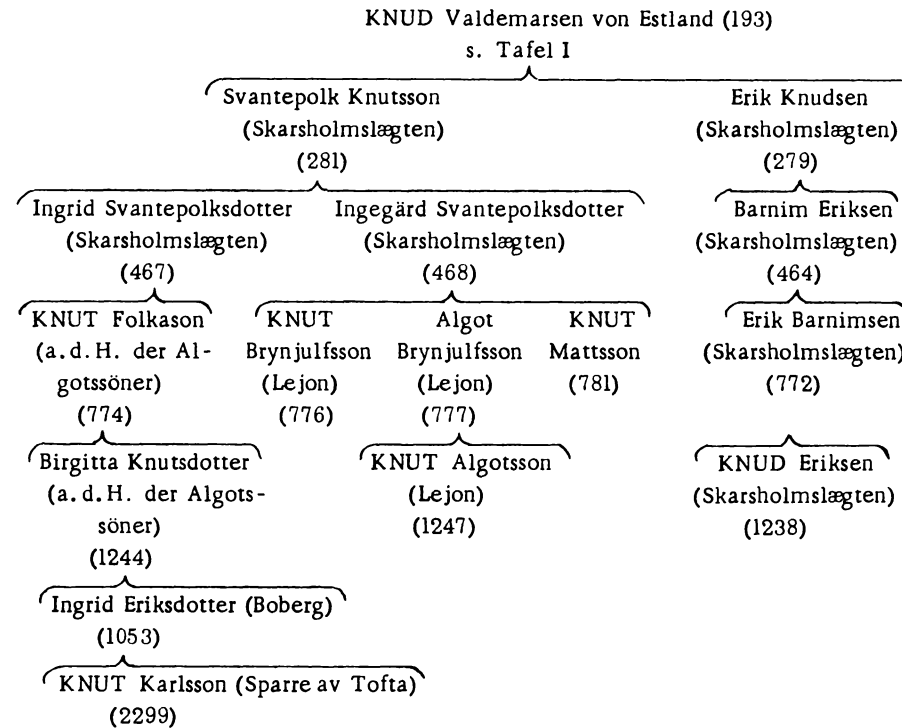 KNUD Valdemarsen von Estland (193)
s. Tafel I
Svantepolk Knutsson
(Skarsholmslægten)
(281)
Erik Knudsen
(Skarsholmslægten)
(279)
Ingrid Svantepolksdotter
(Skarsholmslægten)
(467)
Ingegärd Svantepolksdotter
(Skarsholmslægten)
(468)
Barnim Eriksen
(Skarsholmslægten)
(464)
KNUT Folkason
(a.d.H. der Al-
gotssöner)
(774)
KNUT
Brynjulfsson
(Lejon)
(776)
Algot
Brynjulfsson
(Lejon)
(777)
KNUT
Mattsson
(781)
Erik Barnimsen
(Skarsholmslægten)
(772)
Birgitta Knutsdotter
(a.d.H. der Algots-
söner)
(1244)
KNUT Algotsson
(Lejon)
(1247)
KNUD Eriksen
(Skarsholmslægten)
(1238)
Ingrid Eriksdotter (Boberg)
(1053)
KNUT Karlsson (Sparre av Tofta)
(2299)